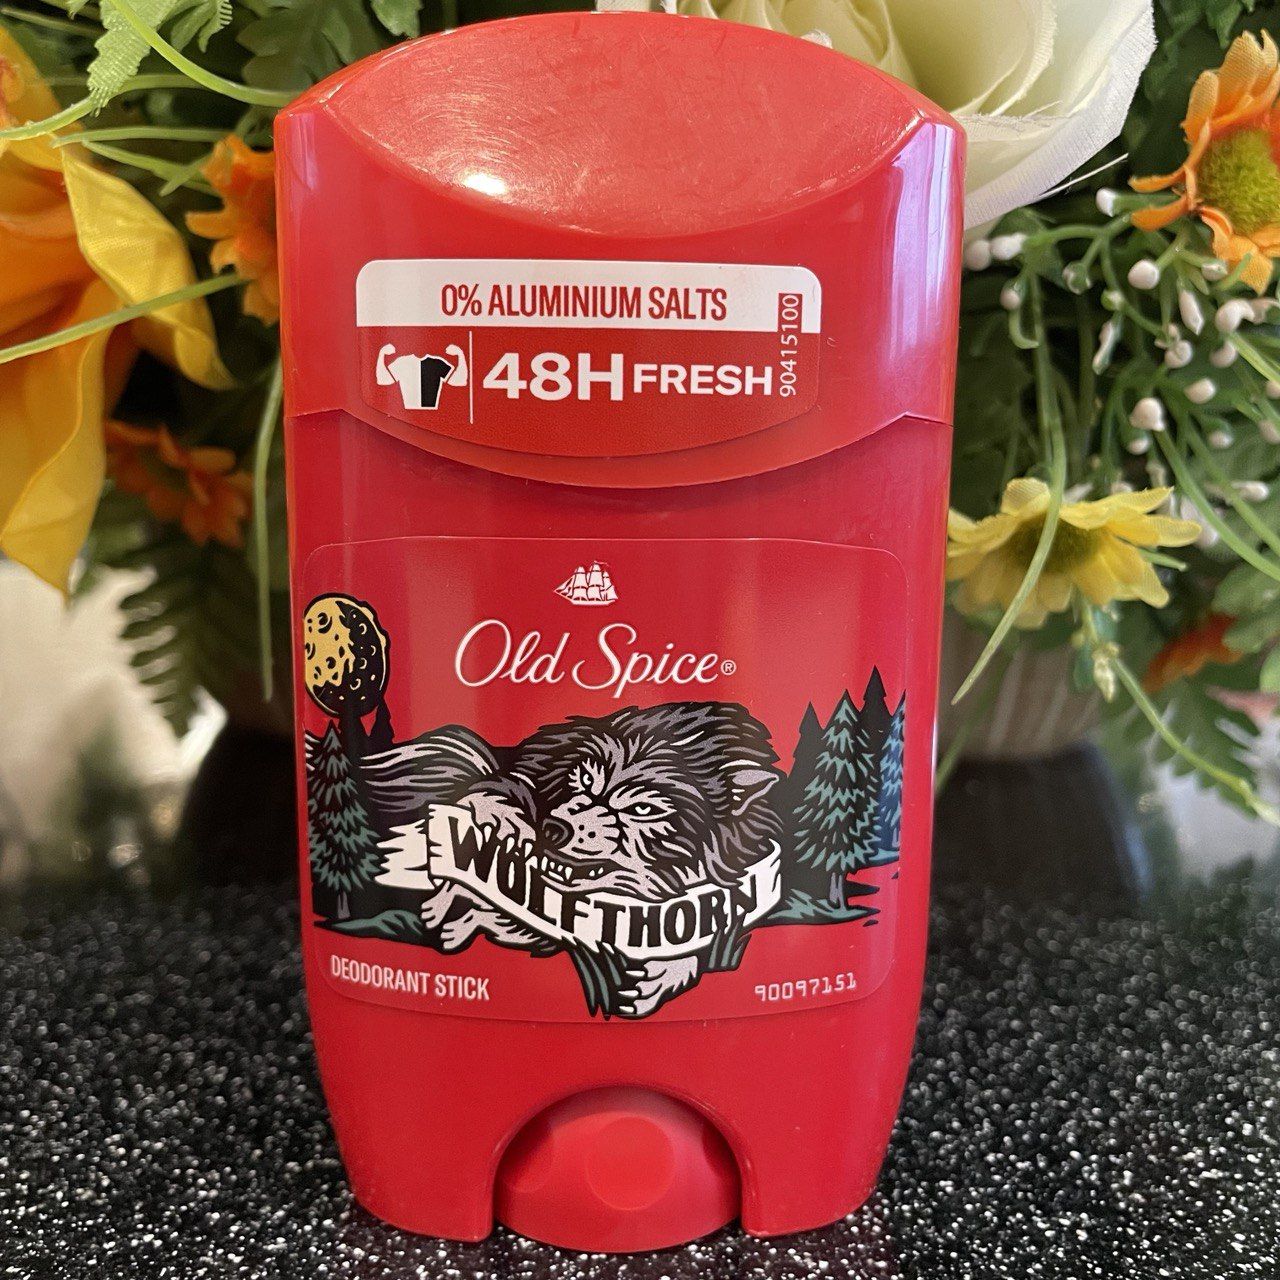 0% ALUMINIUM SALTS
48H FRESH
90415100
Old Spice®
WOLFTHORN
DEODORANT STICK
90097151